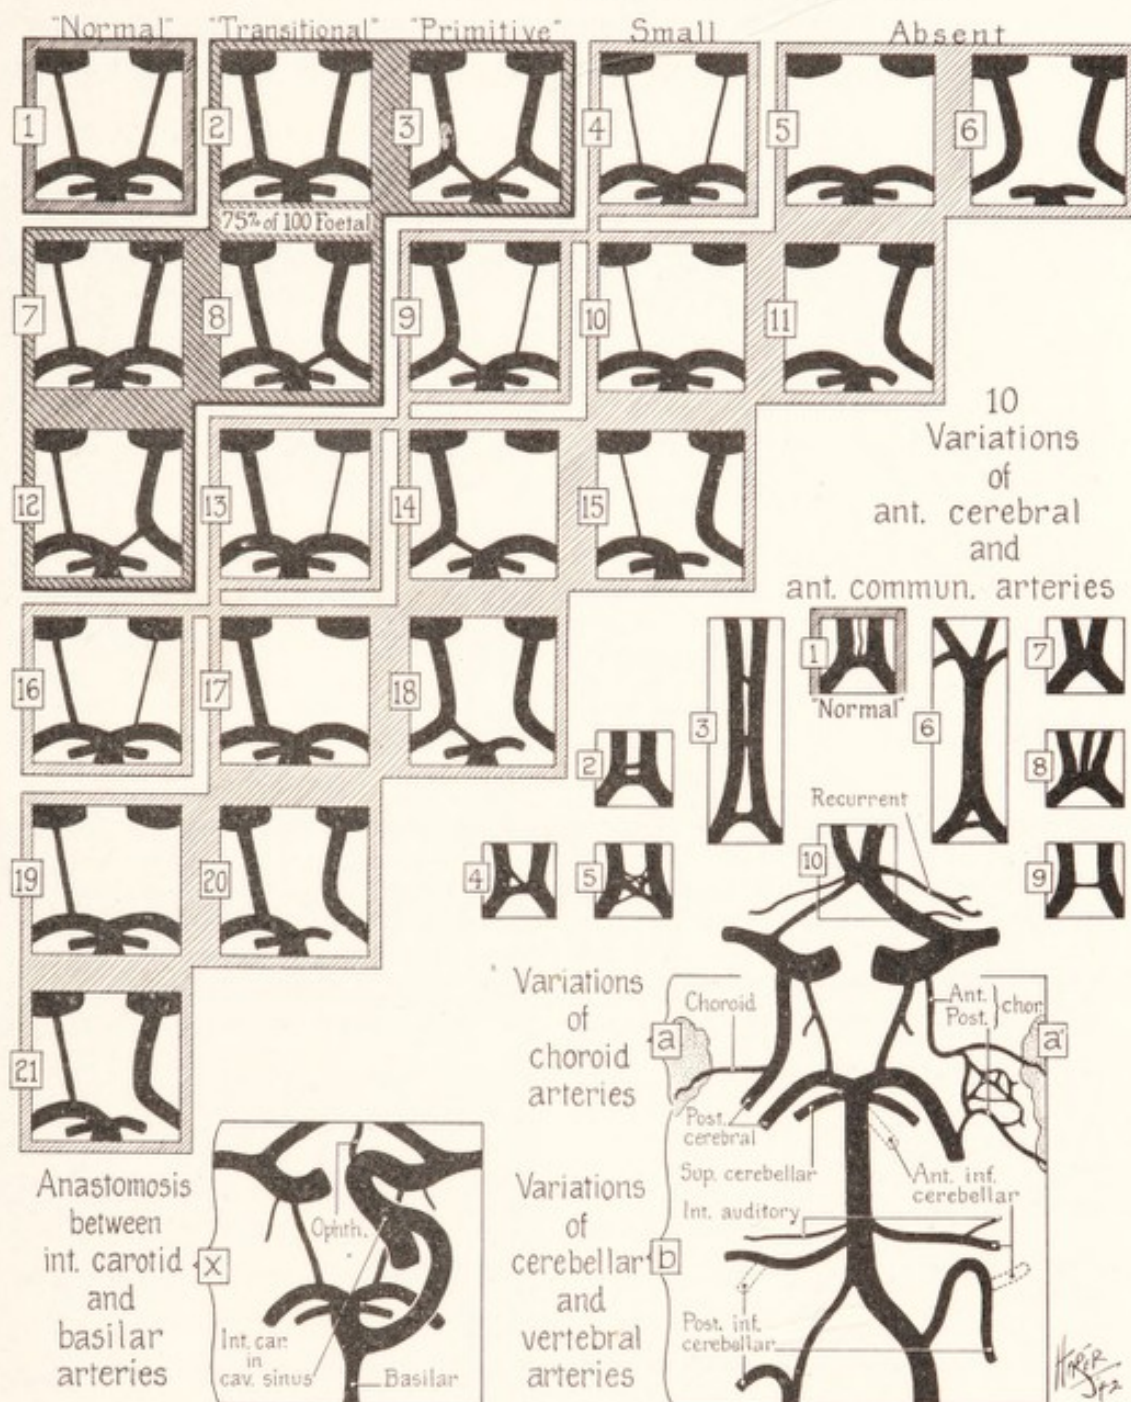 "Normal" "Transitional" "Primitive" Small Absent
1 2 3 4 5 6
75% of 100 Foetal
7 8 9 10 11
12 13 14 15
16 17 18
19 20
21
10
Variations
of
ant. cerebral
and
ant. commun. arteries
1
"Normal"
2
3
4
5
6
7
8
9
10
Recurrent
Variations
of
choroid
arteries
a
Choroid
Ant.
Post.
chor.
a'
Post.
cerebral
Sup. cerebellar
Ant. inf.
cerebellar
Int. auditory
Variations
of
cerebellar
and
vertebral
arteries
b
Post. inf.
cerebellar
Anastomosis
between
int. carotid
and
basilar
arteries
x
Ophth.
Int. car.
in
cav. sinus
Basilar
Harer
'42